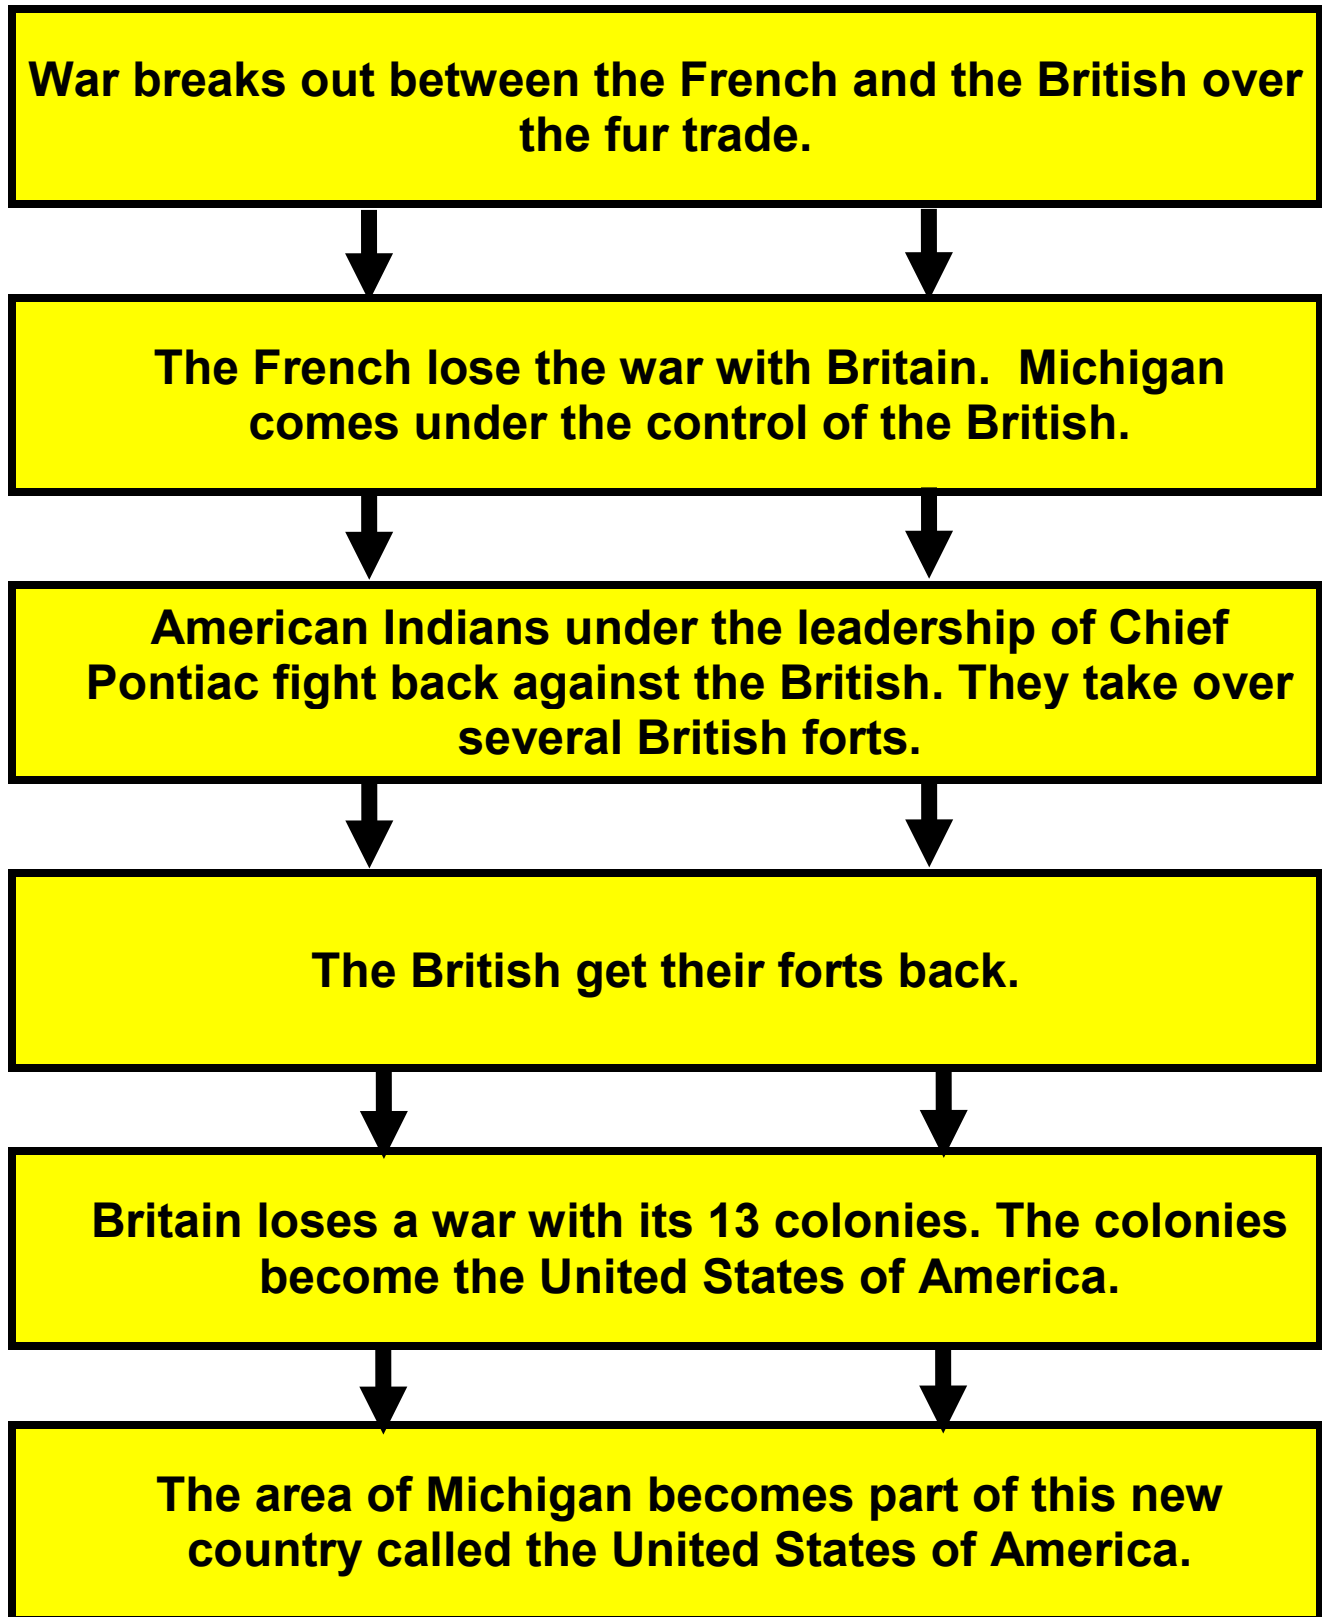 War breaks out between the French and the British over
the fur trade.
The French lose the war with Britain.  Michigan
comes under the control of the British.
American Indians under the leadership of Chief
Pontiac fight back against the British. They take over
several British forts.
The British get their forts back.
Britain loses a war with its 13 colonies. The colonies
become the United States of America.
The area of Michigan becomes part of this new
country called the United States of America.